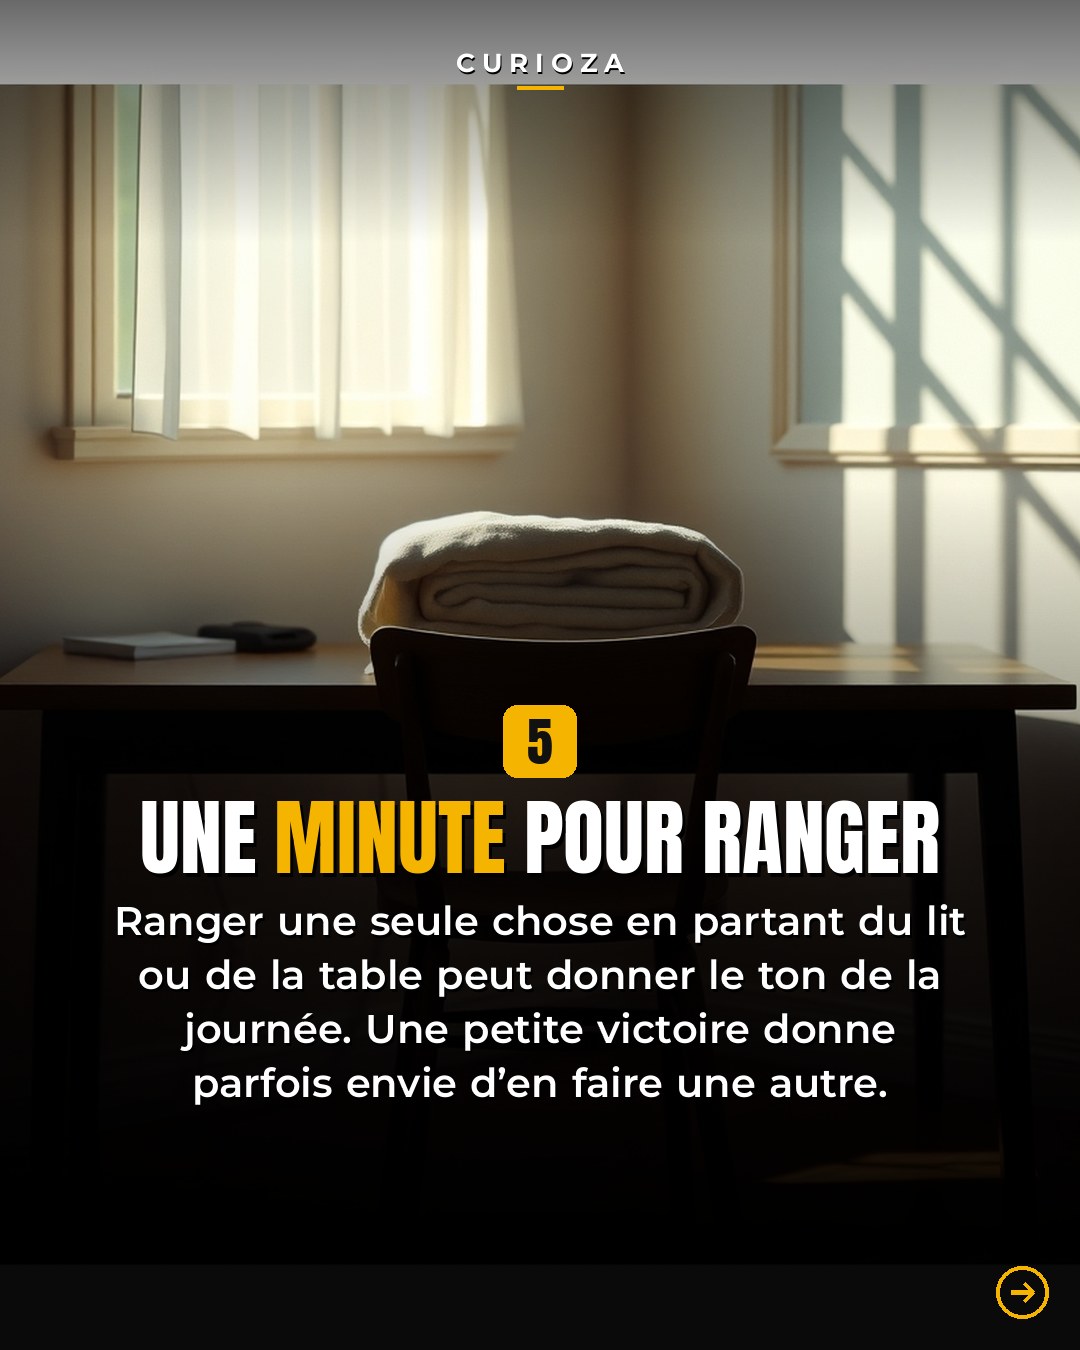 CURIOZA
5
UNE MINUTE POUR RANGER
Ranger une seule chose en partant du lit
ou de la table peut donner le ton de la
journée. Une petite victoire donne
parfois envie d’en faire une autre.